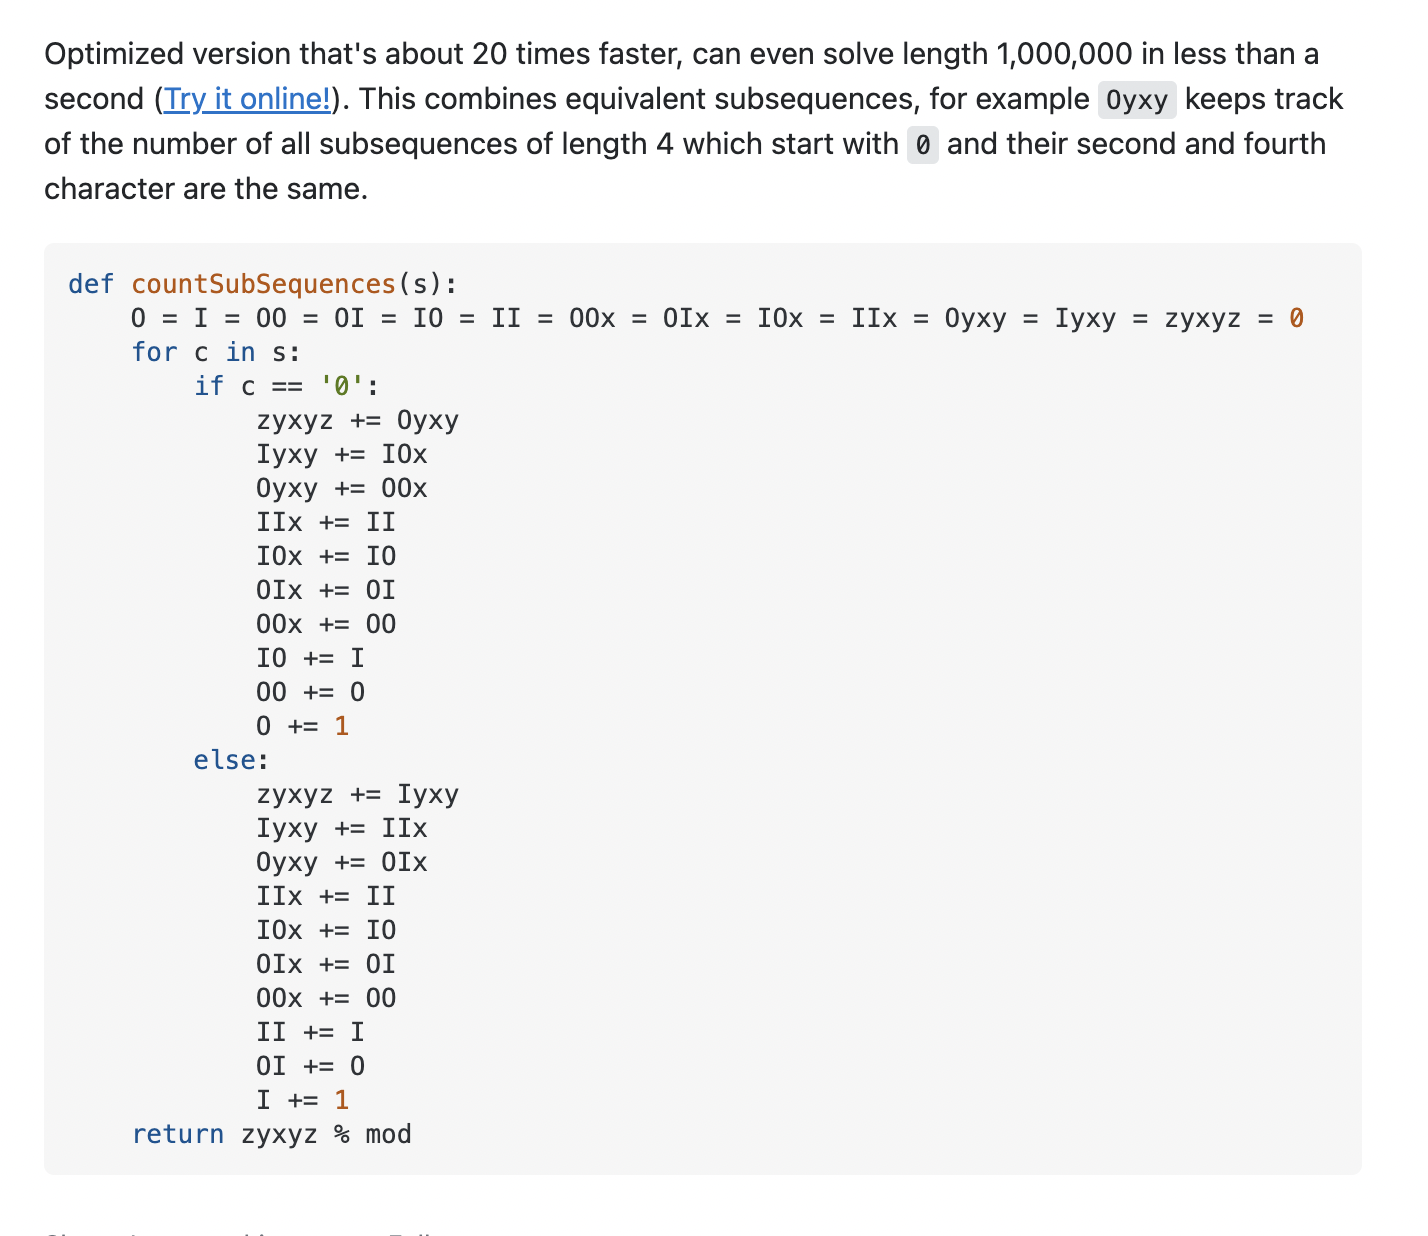 Optimized version that's about 20 times faster, can even solve length 1,000,000 in less than a
second (Try it online!). This combines equivalent subsequences, for example Oyxy keeps track
of the number of all subsequences of length 4 which start with 0 and their second and fourth
character are the same.
def countSubSequences(s):
    O = I = OO = OI = IO = II = OOx = OIx = IOx = IIx = Oyxy = Iyxy = zyxyz = 0
    for c in s:
        if c == '0':
            zyxyz += Oyxy
            Iyxy += IOx
            Oyxy += OOx
            IIx += II
            IOx += IO
            OIx += OI
            OOx += OO
            IO += I
            OO += O
            O += 1
        else:
            zyxyz += Iyxy
            Iyxy += IIx
            Oyxy += OIx
            IIx += II
            IOx += IO
            OIx += OI
            OOx += OO
            II += I
            OI += O
            I += 1
    return zyxyz % mod